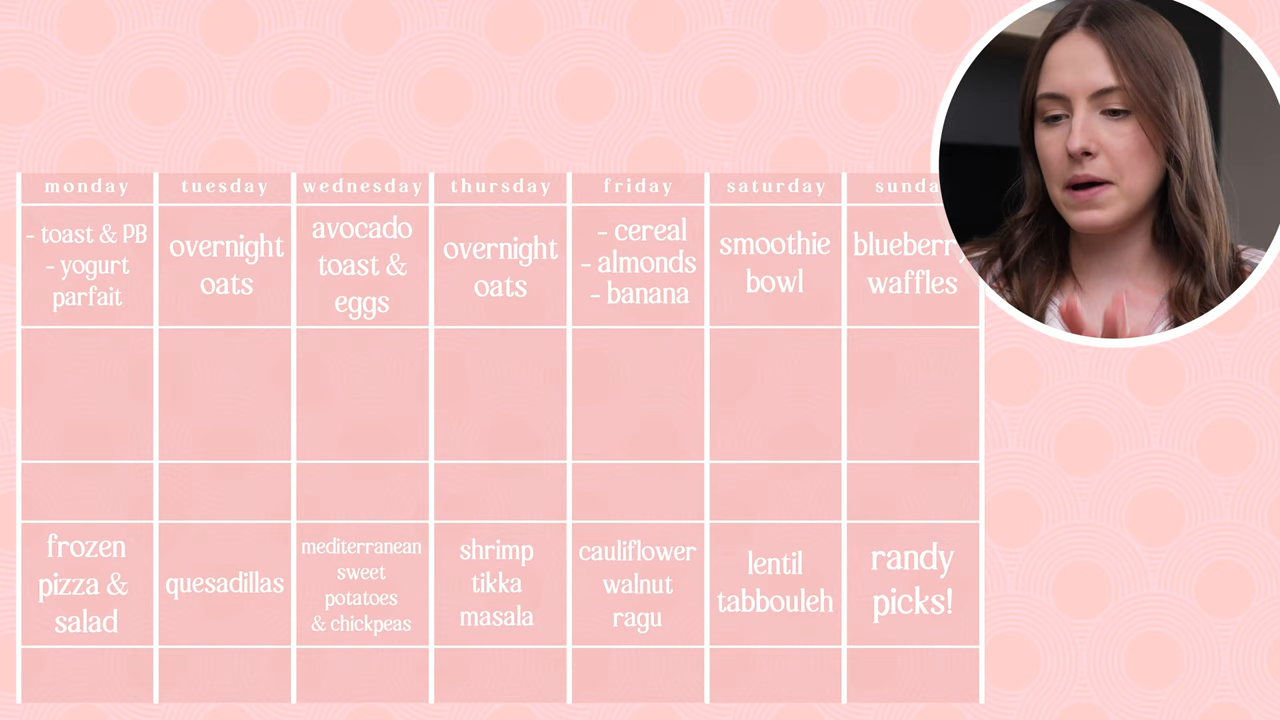 monday tuesday wednesday thursday friday saturday sunda
- toast & PB
- yogurt
parfait
overnight
oats
avocado
toast &
eggs
overnight
oats
- cereal
- almonds
- banana
smoothie
bowl
blueberry
waffles
frozen
pizza &
salad
quesadillas
mediterranean
sweet
potatoes
& chickpeas
shrimp
tikka
masala
cauliflower
walnut
ragu
lentil
tabbouleh
randy
picks!